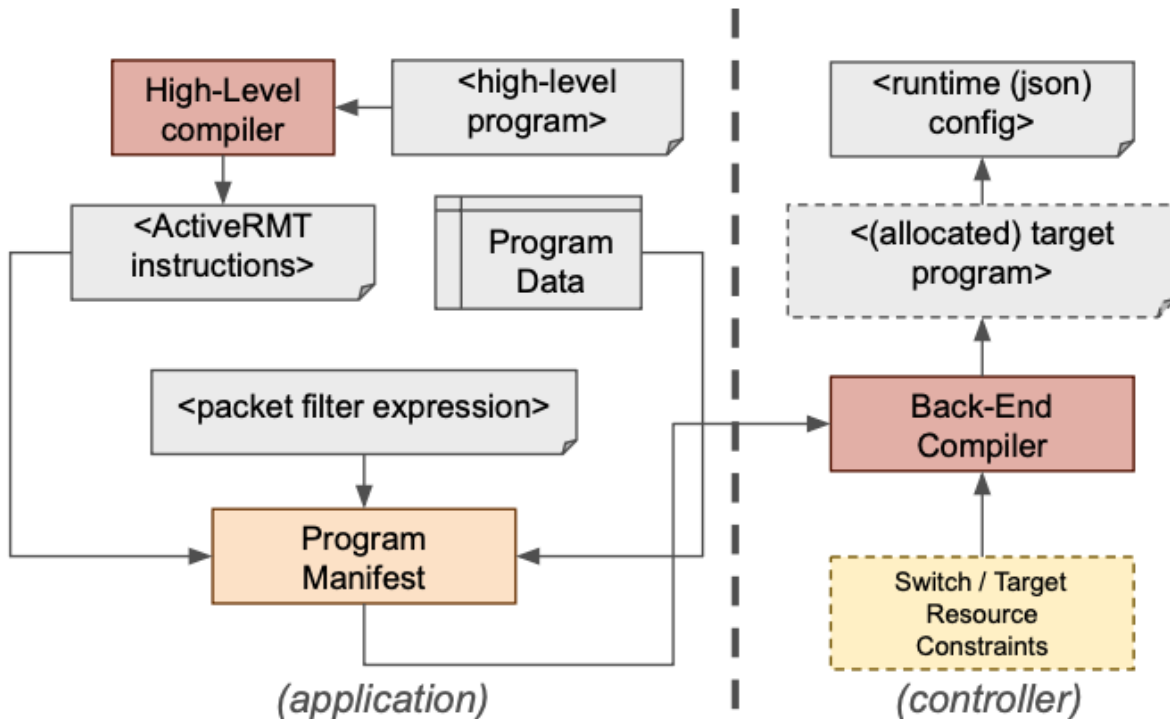 High-Level
compiler
<high-level
program>
<ActiveRMT
instructions>
Program
Data
<packet filter expression>
Program
Manifest
(application)
<runtime (json)
config>
<(allocated) target
program>
Back-End
Compiler
Switch / Target
Resource
Constraints
(controller)